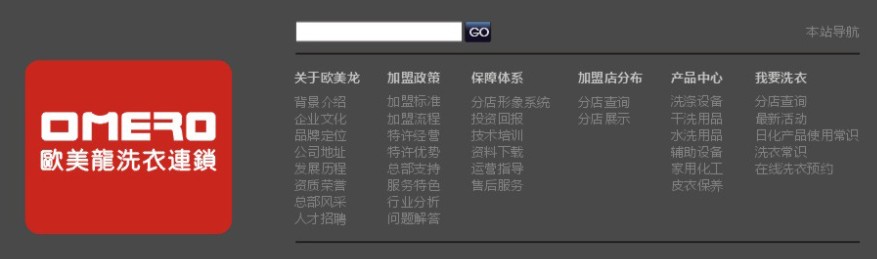 GO
本站导航
OMERO
歐美龍洗衣連鎖
关于欧美龙
背景介绍
企业文化
品牌定位
公司地址
发展历程
资质荣誉
总部风采
人才招聘
加盟政策
加盟标准
加盟流程
特许经营
特许优势
总部支持
服务特色
行业分析
问题解答
保障体系
分店形象系统
投资回报
技术培训
资料下载
运营指导
售后服务
加盟店分布
分店查询
分店展示
产品中心
洗涤设备
干洗用品
水洗用品
辅助设备
家用化工
皮衣保养
我要洗衣
分店查询
最新活动
日化产品使用常识
洗衣常识
在线洗衣预约